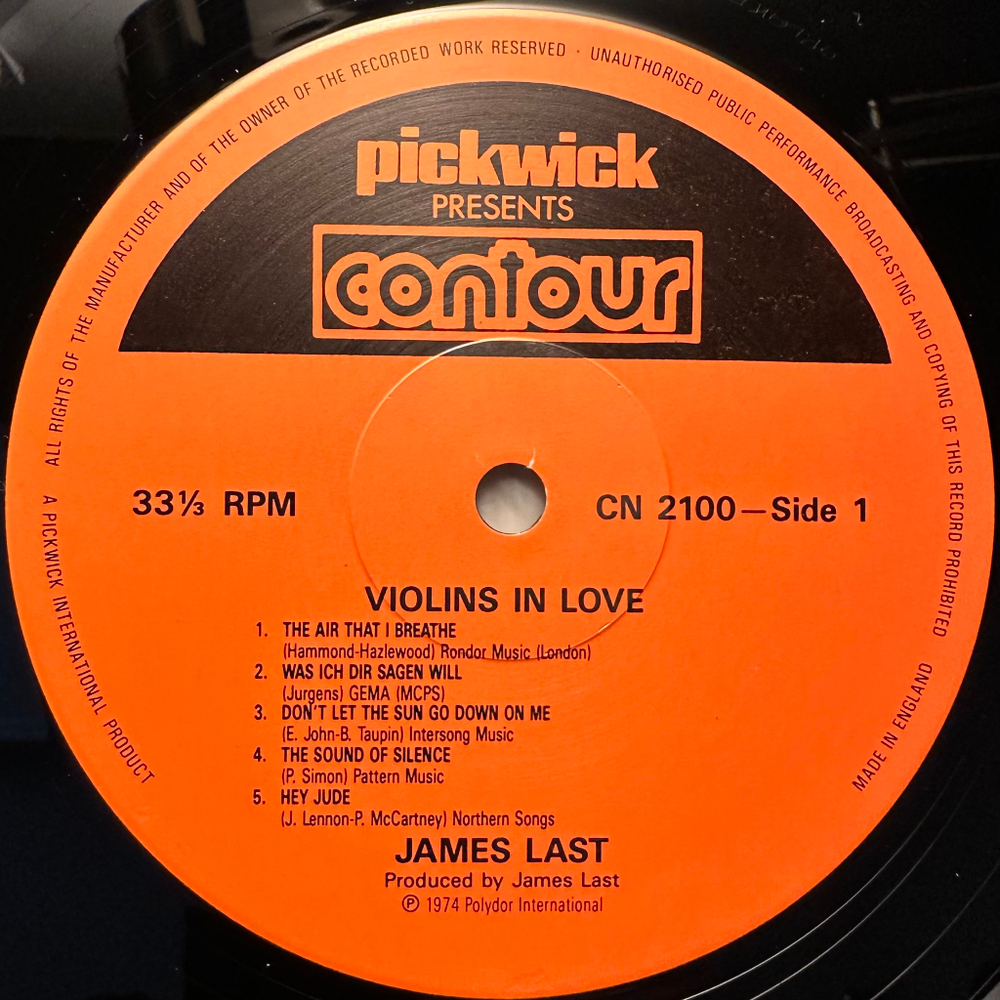 ALL RIGHTS OF THE MANUFACTURER AND OF THE OWNER OF THE RECORDED WORK RESERVED · UNAUTHORISED PUBLIC PERFORMANCE BROADCASTING AND COPYING OF THIS RECORD PROHIBITED
pickwick
PRESENTS
contour
33⅓ RPM
CN 2100—Side 1
VIOLINS IN LOVE
1. THE AIR THAT I BREATHE
(Hammond-Hazlewood) Rondor Music (London)
2. WAS ICH DIR SAGEN WILL
(Jurgens) GEMA (MCPS)
3. DON'T LET THE SUN GO DOWN ON ME
(E. John-B. Taupin) Intersong Music
4. THE SOUND OF SILENCE
(P. Simon) Pattern Music
5. HEY JUDE
(J. Lennon-P. McCartney) Northern Songs
JAMES LAST
Produced by James Last
℗ 1974 Polydor International
A PICKWICK INTERNATIONAL PRODUCT
MADE IN ENGLAND